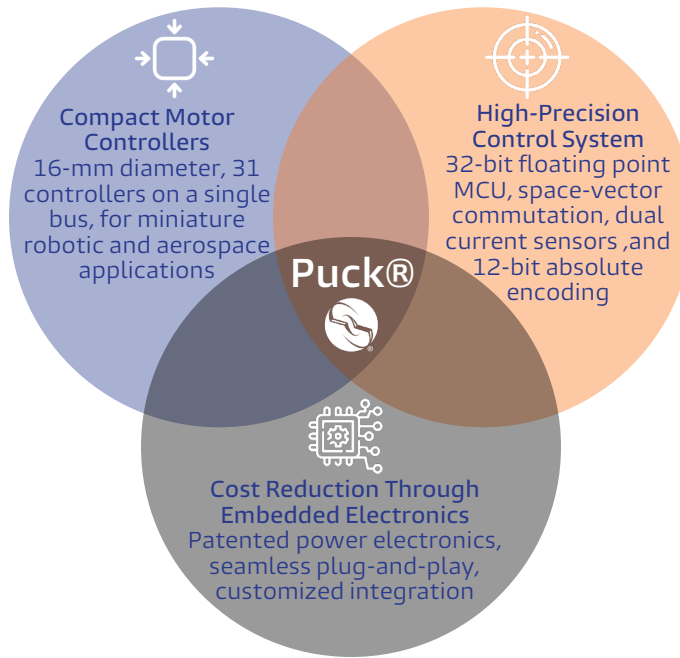 Compact Motor
Controllers
16-mm diameter, 31
controllers on a single
bus, for miniature
robotic and aerospace
applications
High-Precision
Control System
32-bit floating point
MCU, space-vector
commutation, dual
current sensors ,and
12-bit absolute
encoding
Puck®
®
Cost Reduction Through
Embedded Electronics
Patented power electronics,
seamless plug-and-play,
customized integration